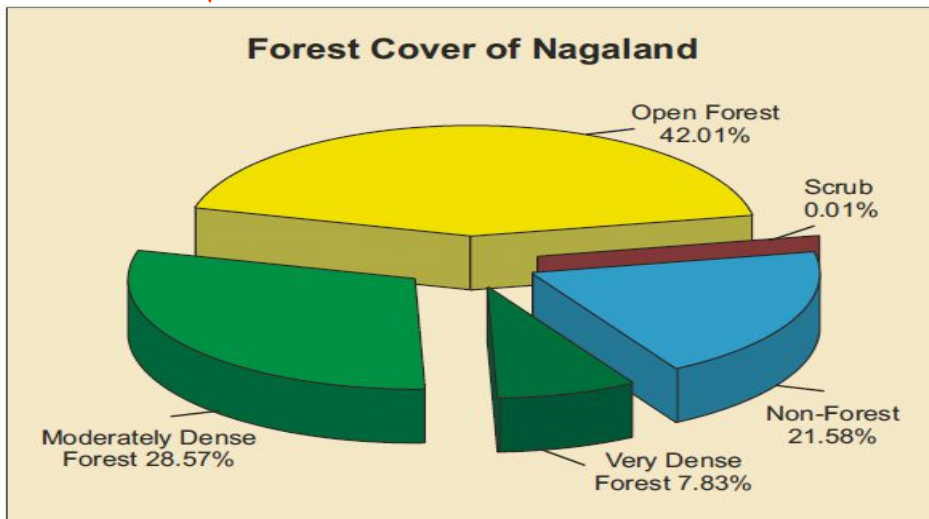 Forest Cover of Nagaland
Open Forest
42.01%
Scrub
0.01%
Non-Forest
21.58%
Very Dense
Forest 7.83%
Moderately Dense
Forest 28.57%